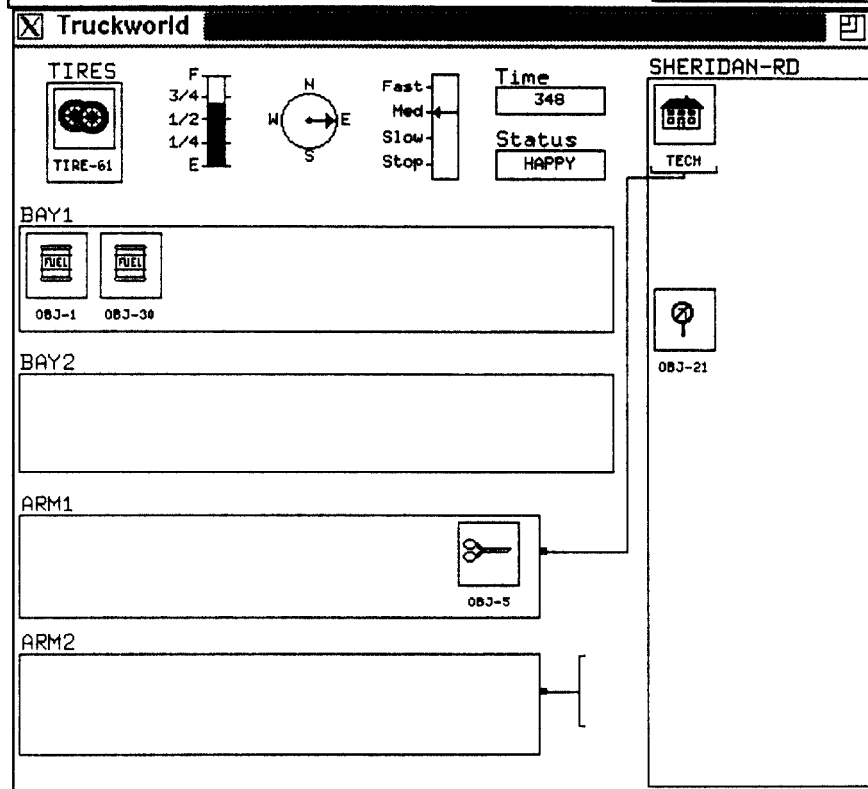 Truckworld
TIRES
TIRE-61
F
3/4
1/2
1/4
E
N
W
E
S
Fast
Med
Slow
Stop
Time
348
Status
HAPPY
SHERIDAN-RD
TECH
BAY1
FUEL
FUEL
OBJ-1
OBJ-30
OBJ-21
BAY2
ARM1
OBJ-5
ARM2